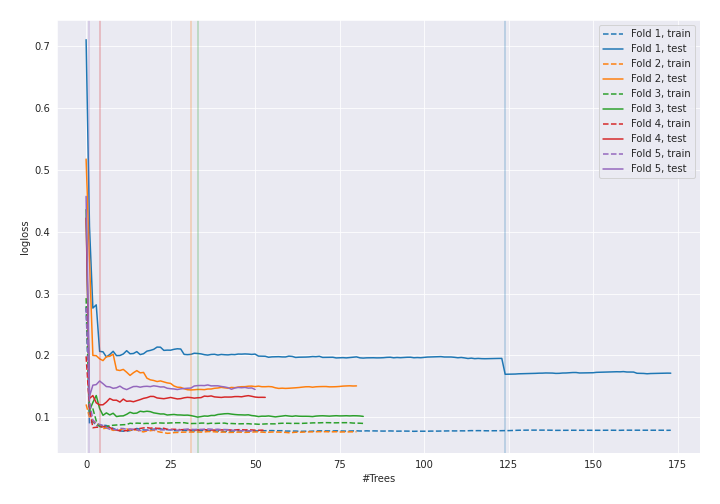 0.7
0.6
0.5
0.4
0.3
0.2
0.1
logloss
0
25
50
75
100
125
150
175
#Trees
Fold 1, train
Fold 1, test
Fold 2, train
Fold 2, test
Fold 3, train
Fold 3, test
Fold 4, train
Fold 4, test
Fold 5, train
Fold 5, test